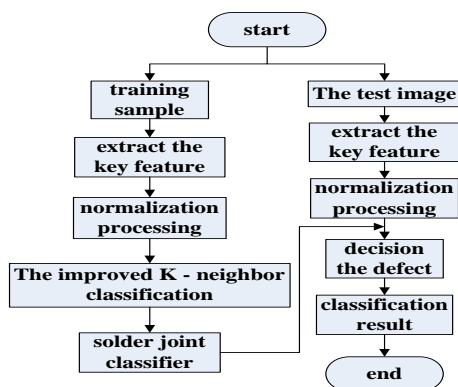 start
training
sample
extract the
key feature
normalization
processing
The improved K - neighbor
classification
solder joint
classifier
The test image
extract the
key feature
normalization
processing
decision
the defect
classification
result
end